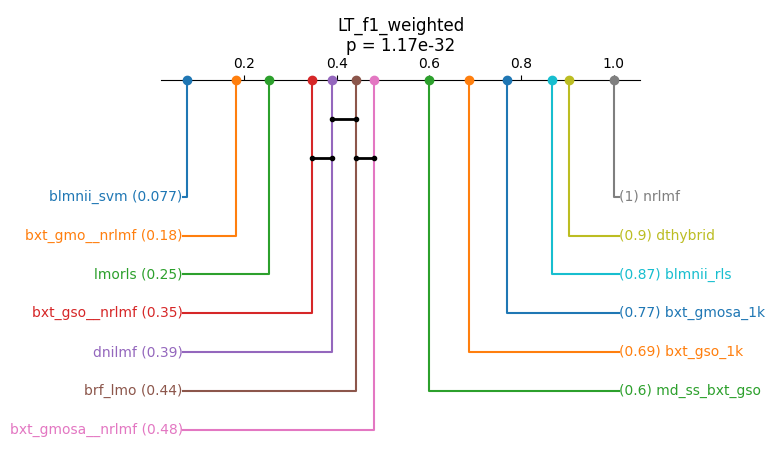 LT_f1_weighted
p = 1.17e-32
0.2 0.4 0.6 0.8 1.0
blmnii_svm (0.077) (1) nrlmf
bxt_gmo__nrlmf (0.18) (0.9) dthybrid
lmorls (0.25) (0.87) blmnii_rls
bxt_gso__nrlmf (0.35) (0.77) bxt_gmosa_1k
dnilmf (0.39) (0.69) bxt_gso_1k
brf_lmo (0.44) (0.6) md_ss_bxt_gso
bxt_gmosa__nrlmf (0.48)